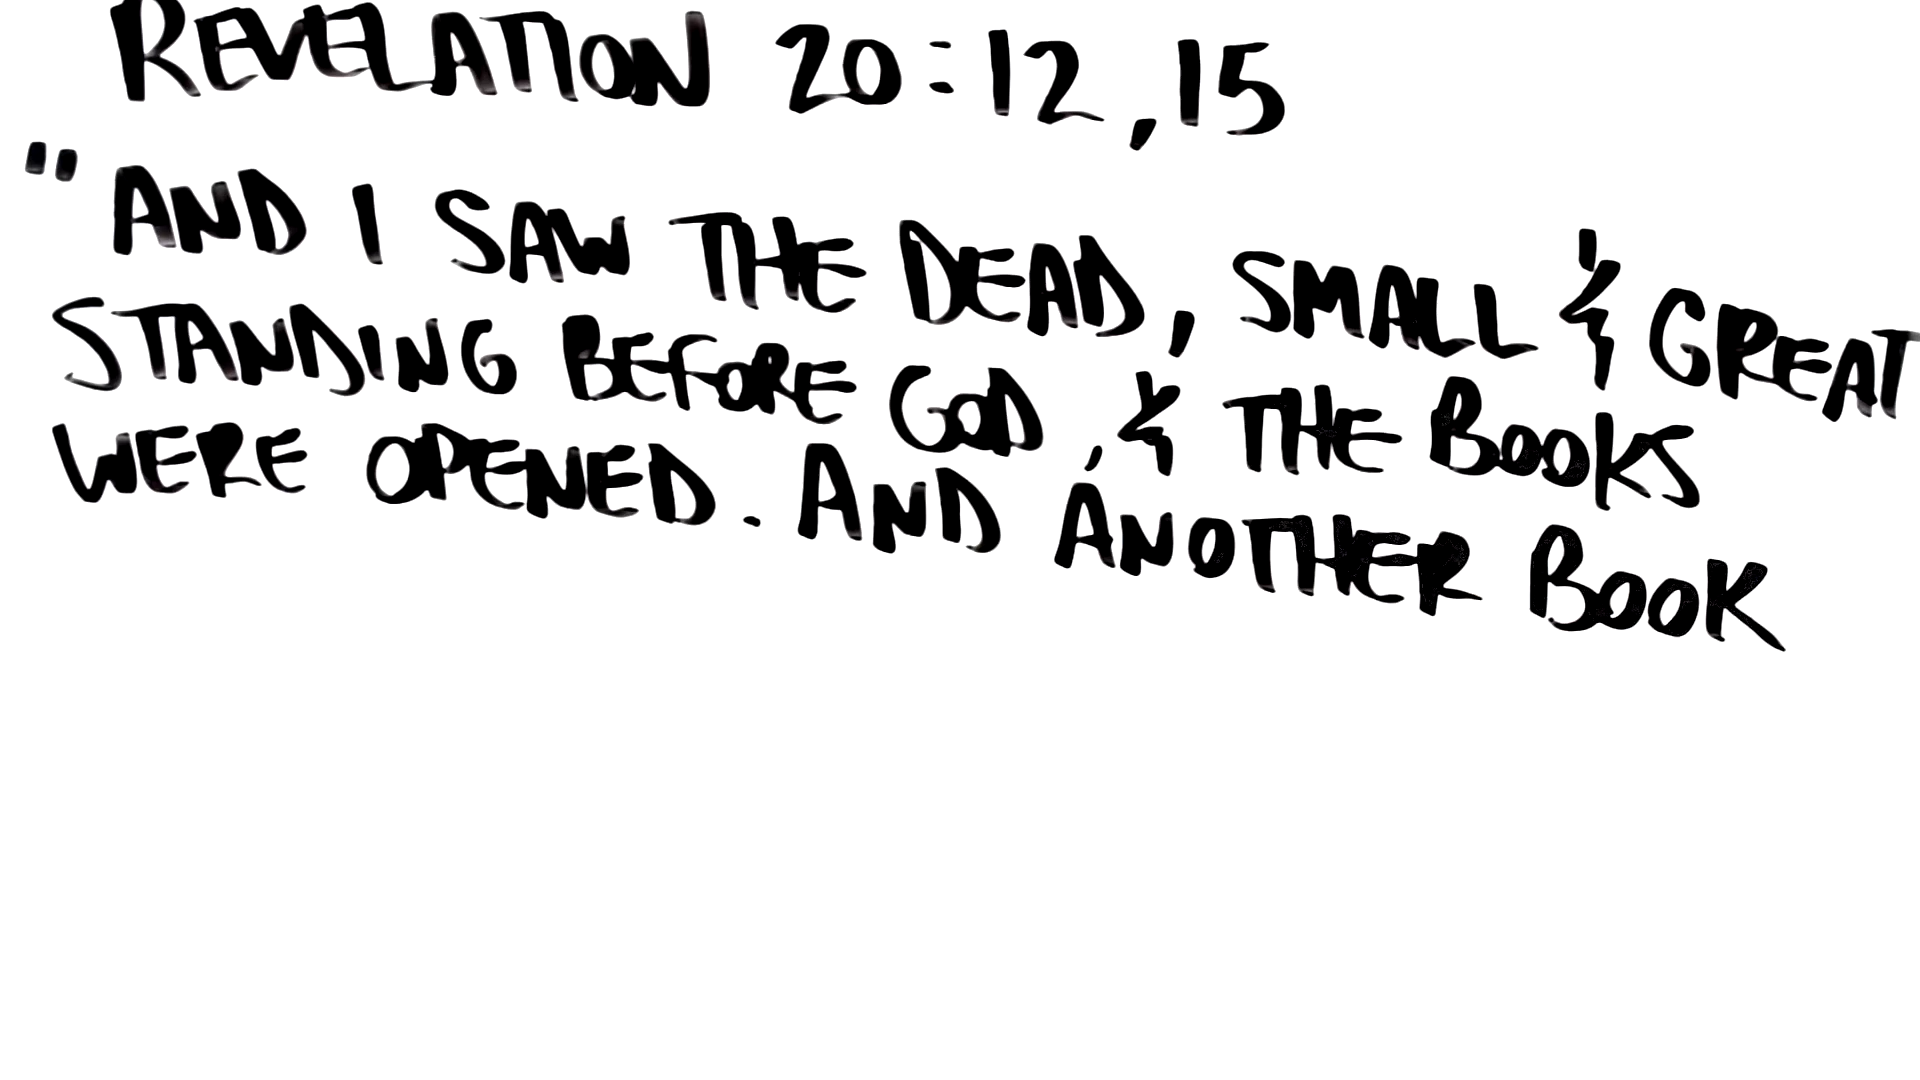 REVELATION 20:12,15
"AND I SAW THE DEAD, SMALL & GREAT
STANDING BEFORE GOD, & THE BOOKS
WERE OPENED. AND ANOTHER BOOK